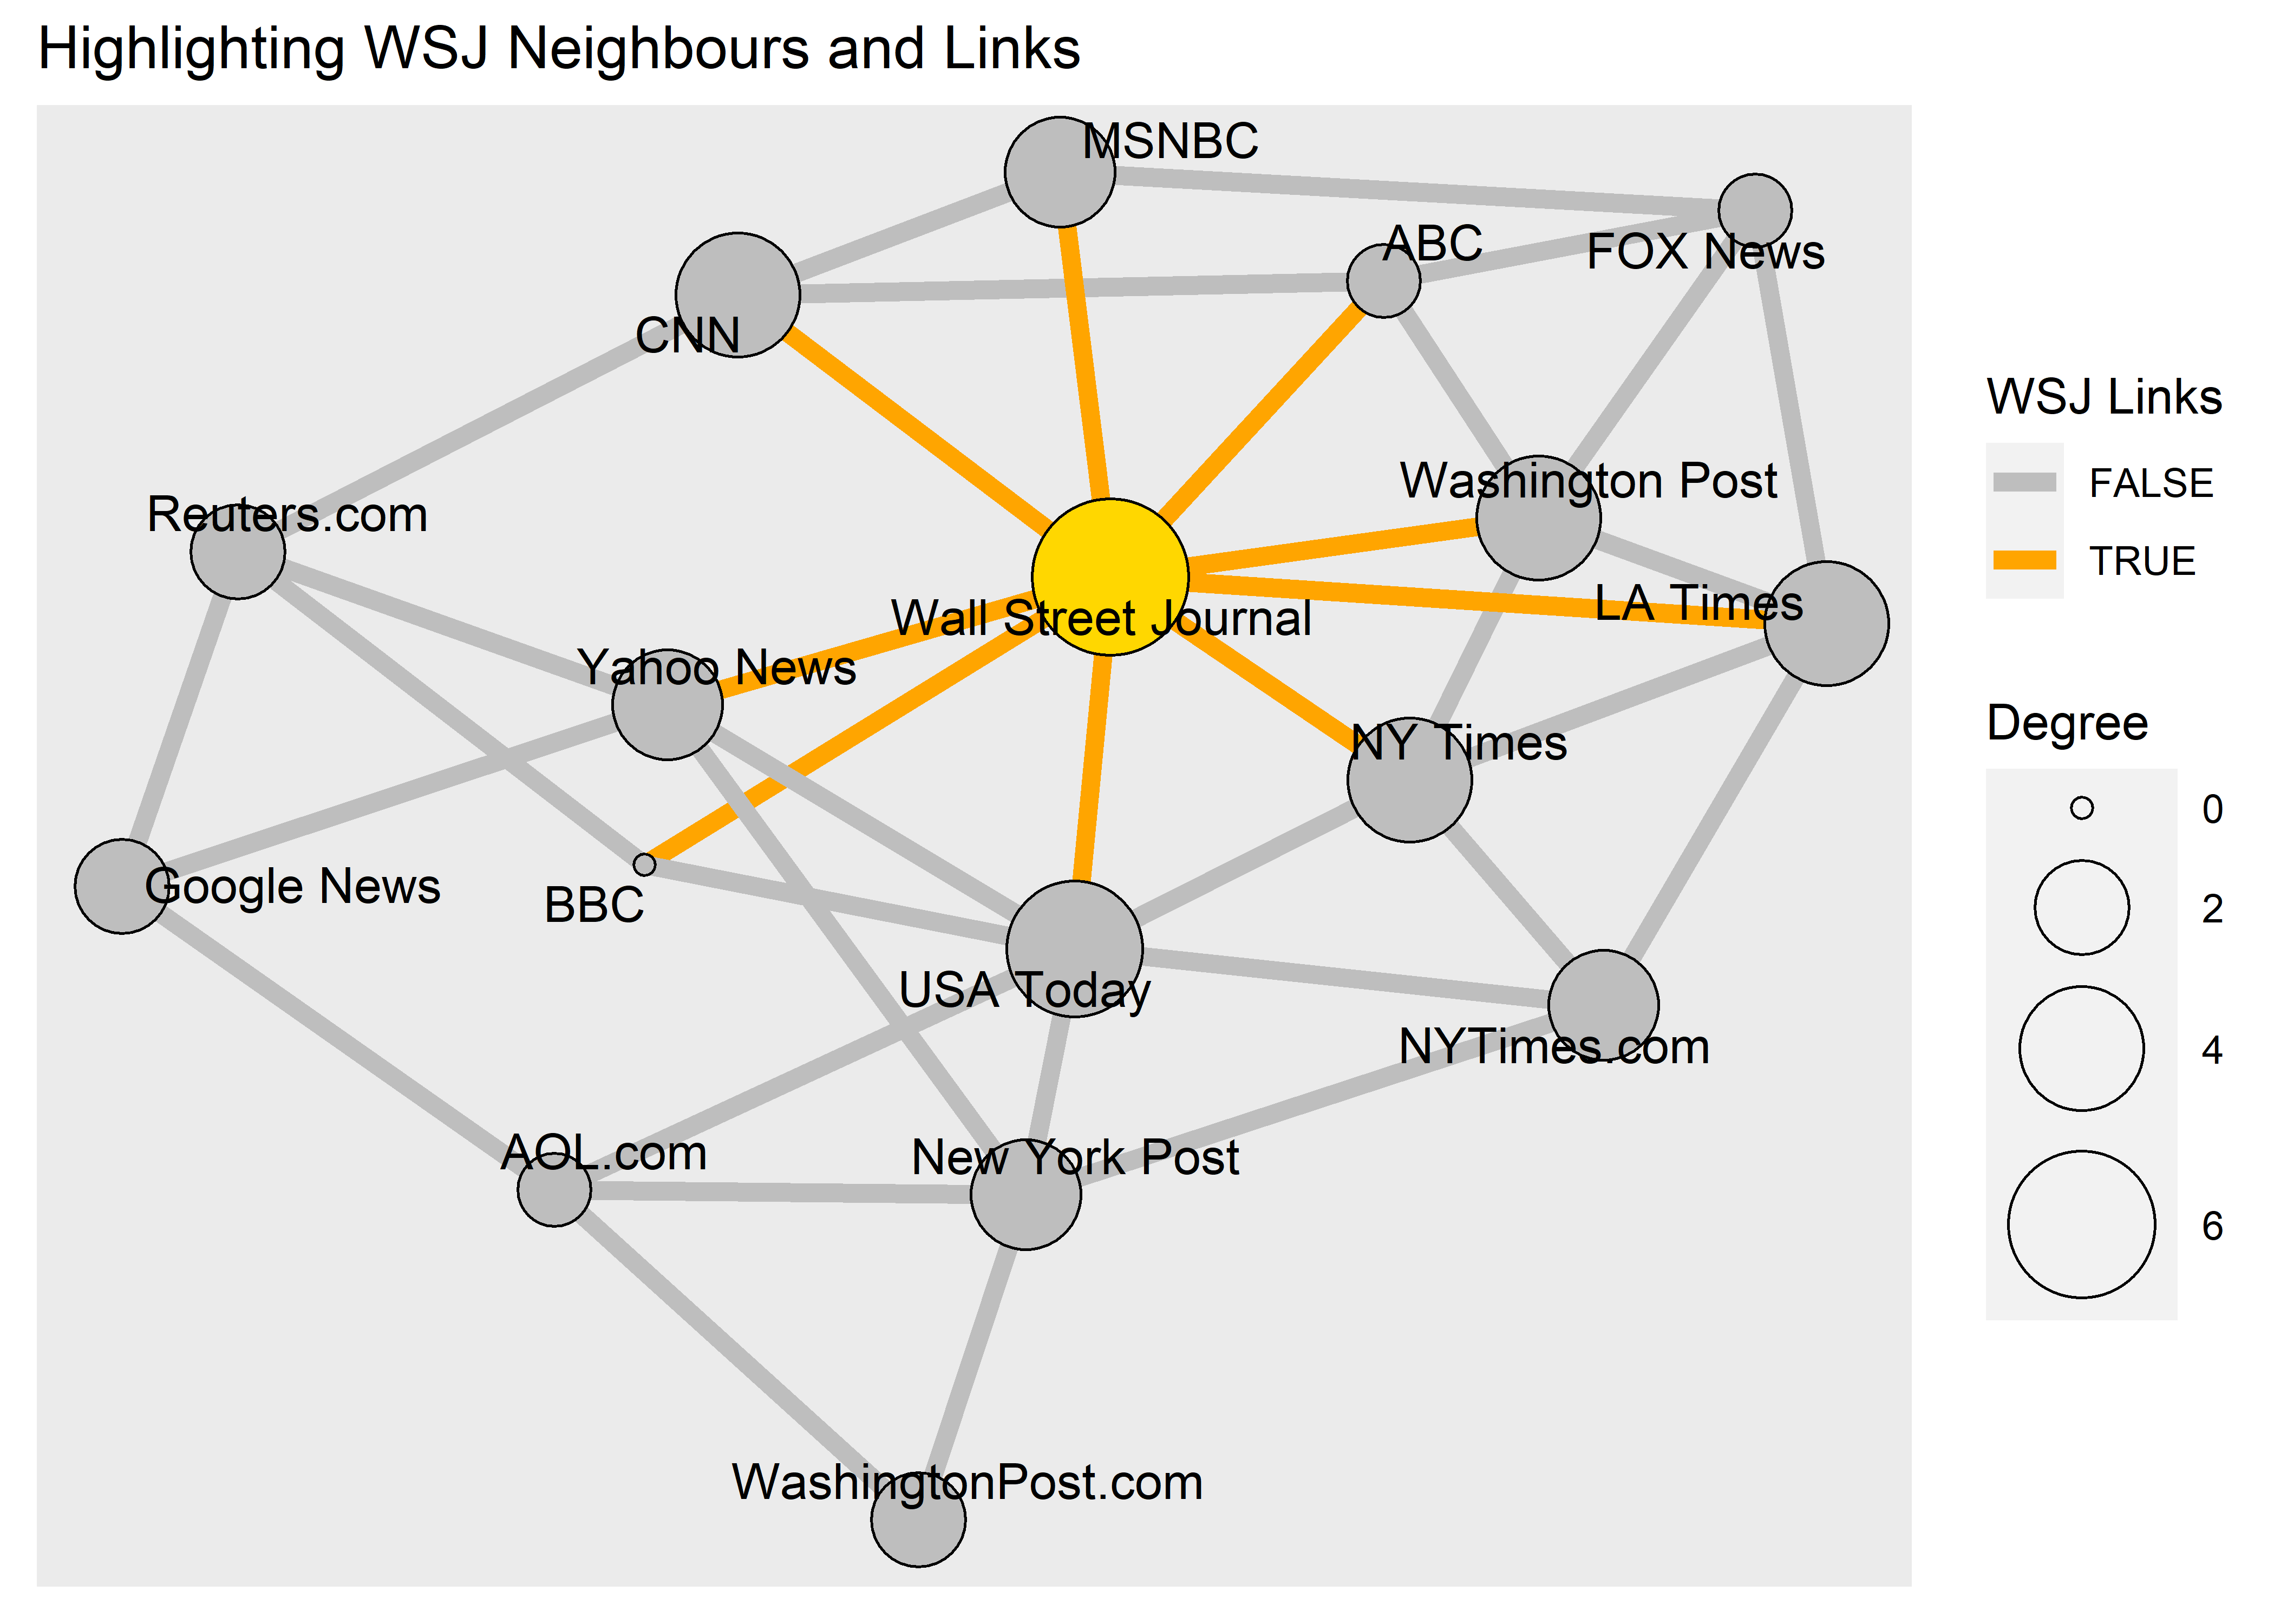 Highlighting WSJ Neighbours and Links
MSNBC
ABC
FOX News
CNN
Washington Post
Reuters.com
LA Times
Wall Street Journal
Yahoo News
NY Times
Google News
BBC
USA Today
NYTimes.com
AOL.com
New York Post
WashingtonPost.com
WSJ Links
FALSE
TRUE
Degree
0
2
4
6